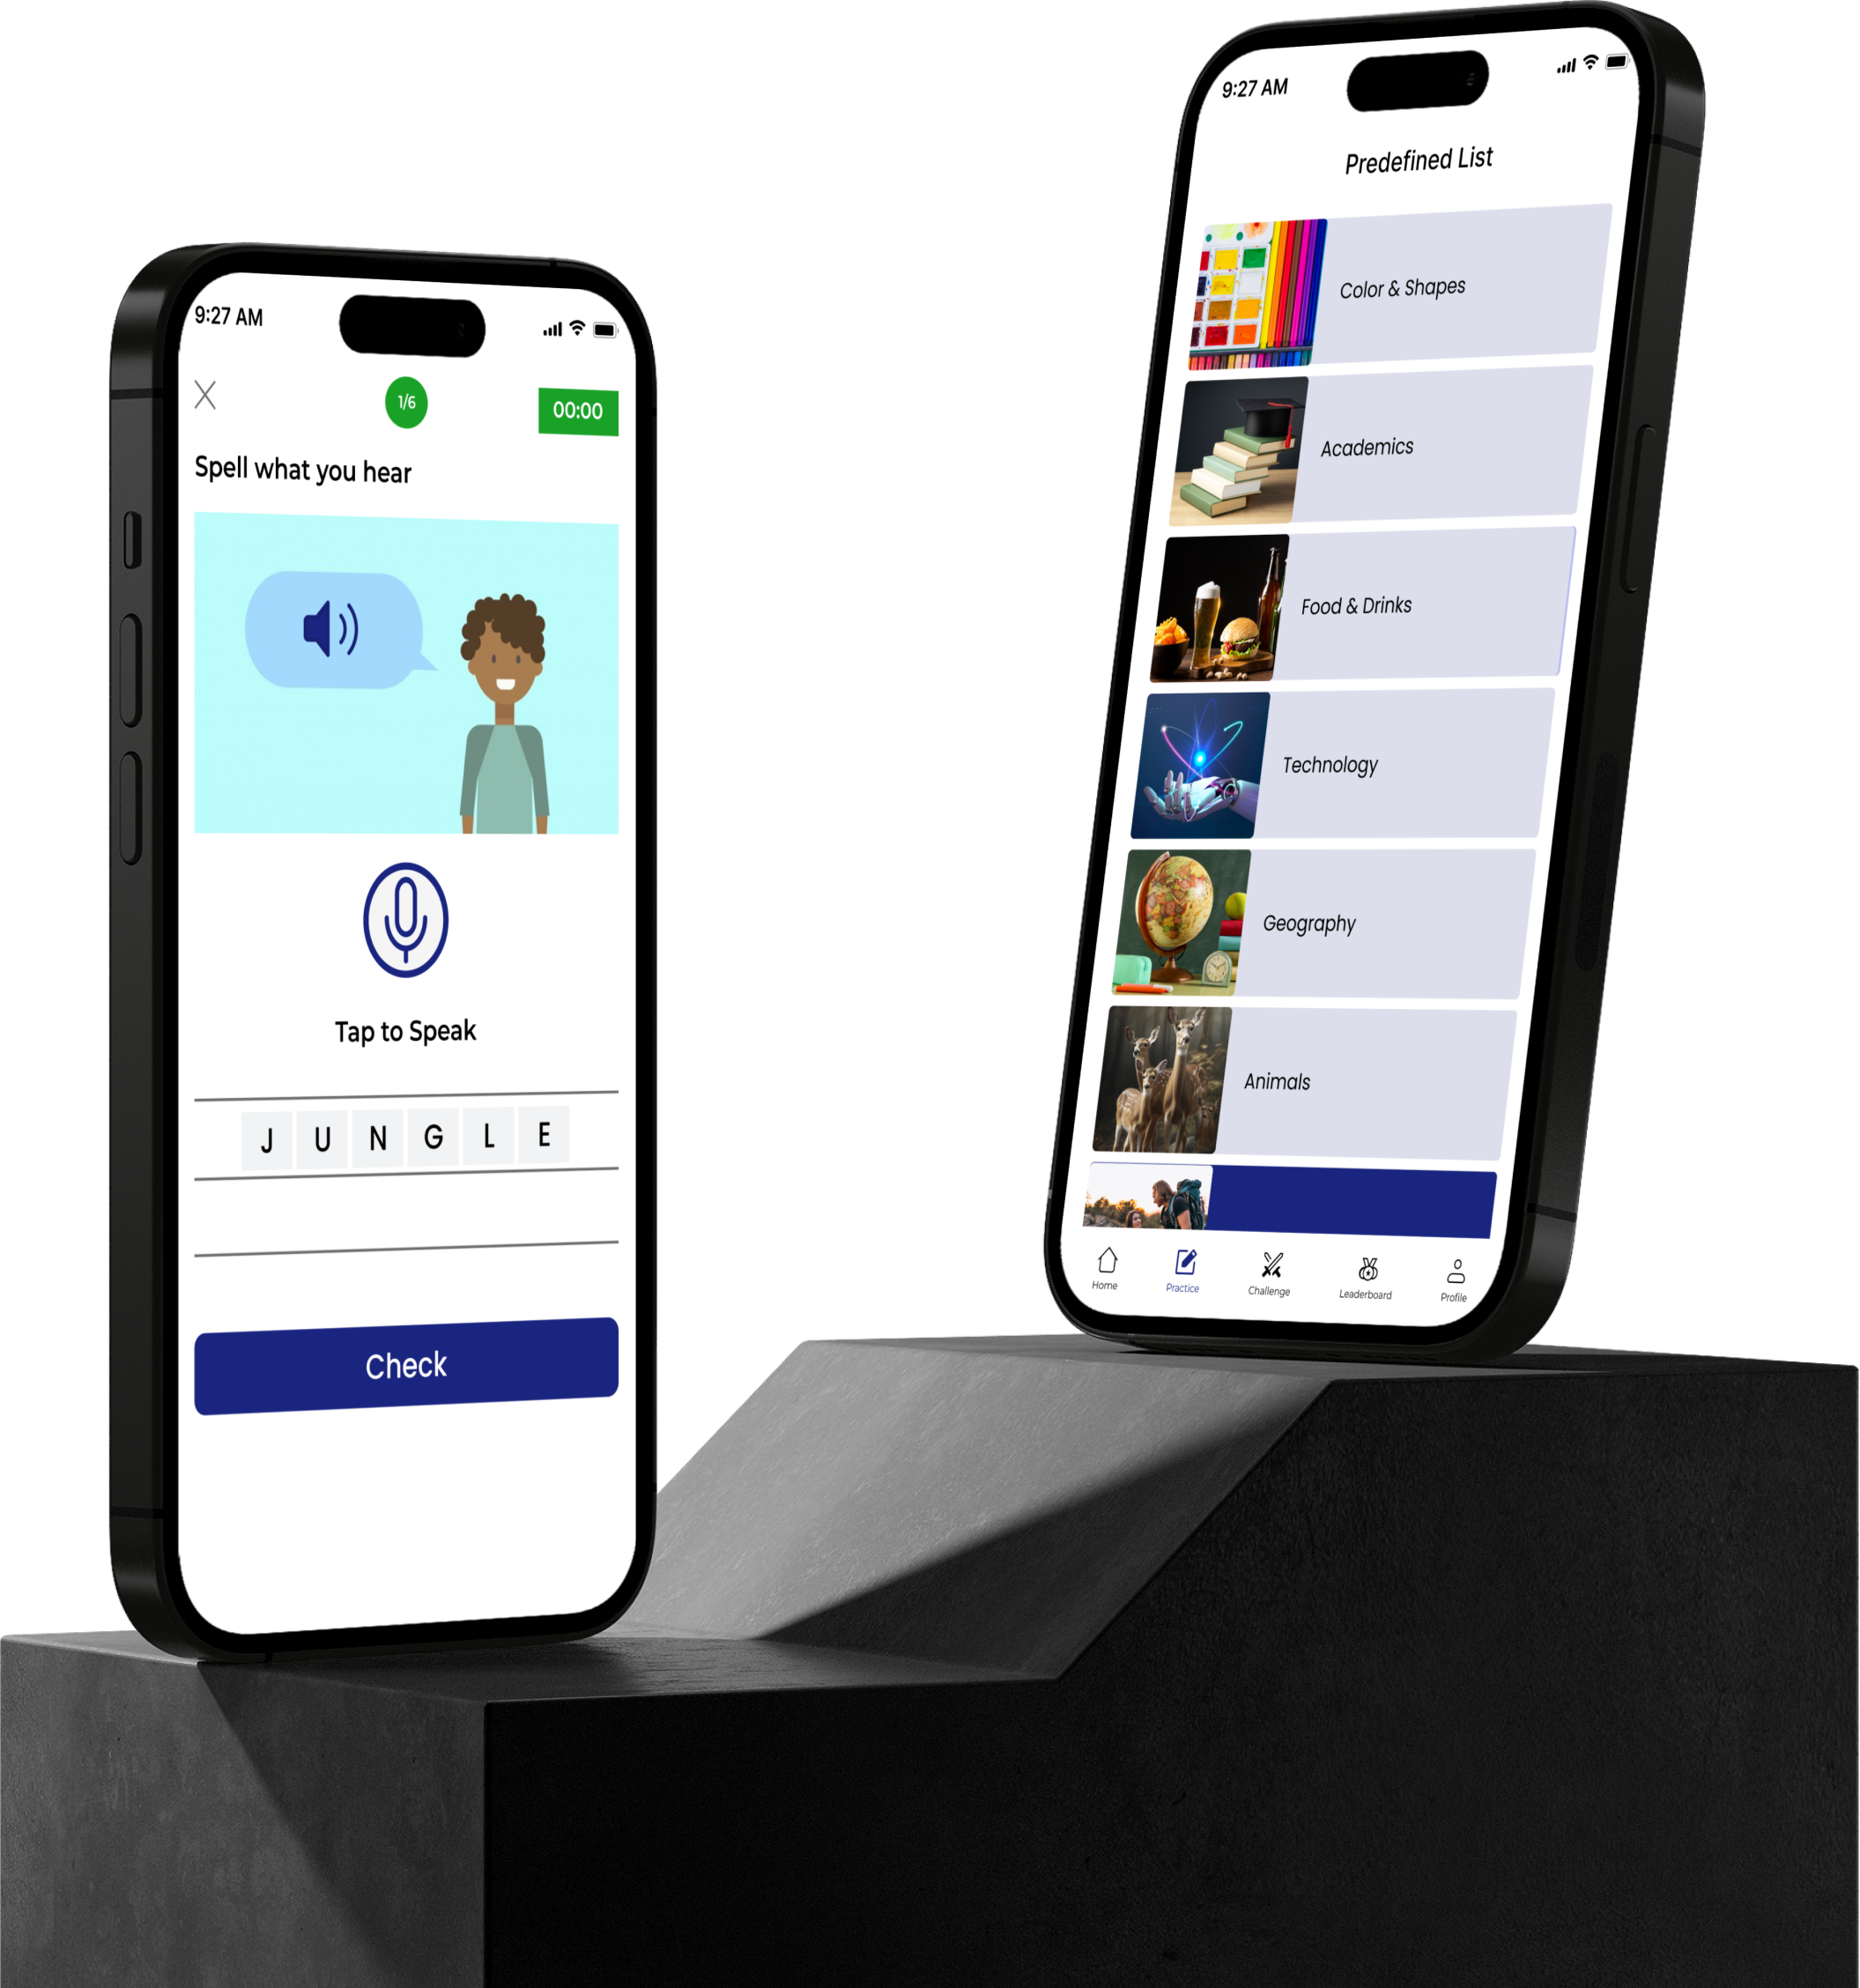 9:27 AM
1/6
00:00
Spell what you hear
Tap to Speak
J U N G L E
Check
9:27 AM
Predefined List
Color & Shapes
Academics
Food & Drinks
Technology
Geography
Animals
Home Practice Challenge Leaderboard Profile